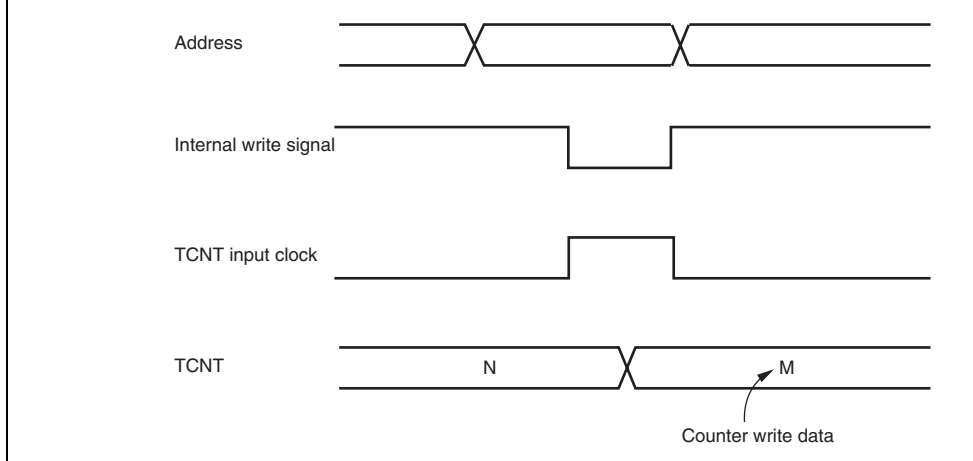 Address
Internal write signal
TCNT input clock
TCNT
N
M
Counter write data